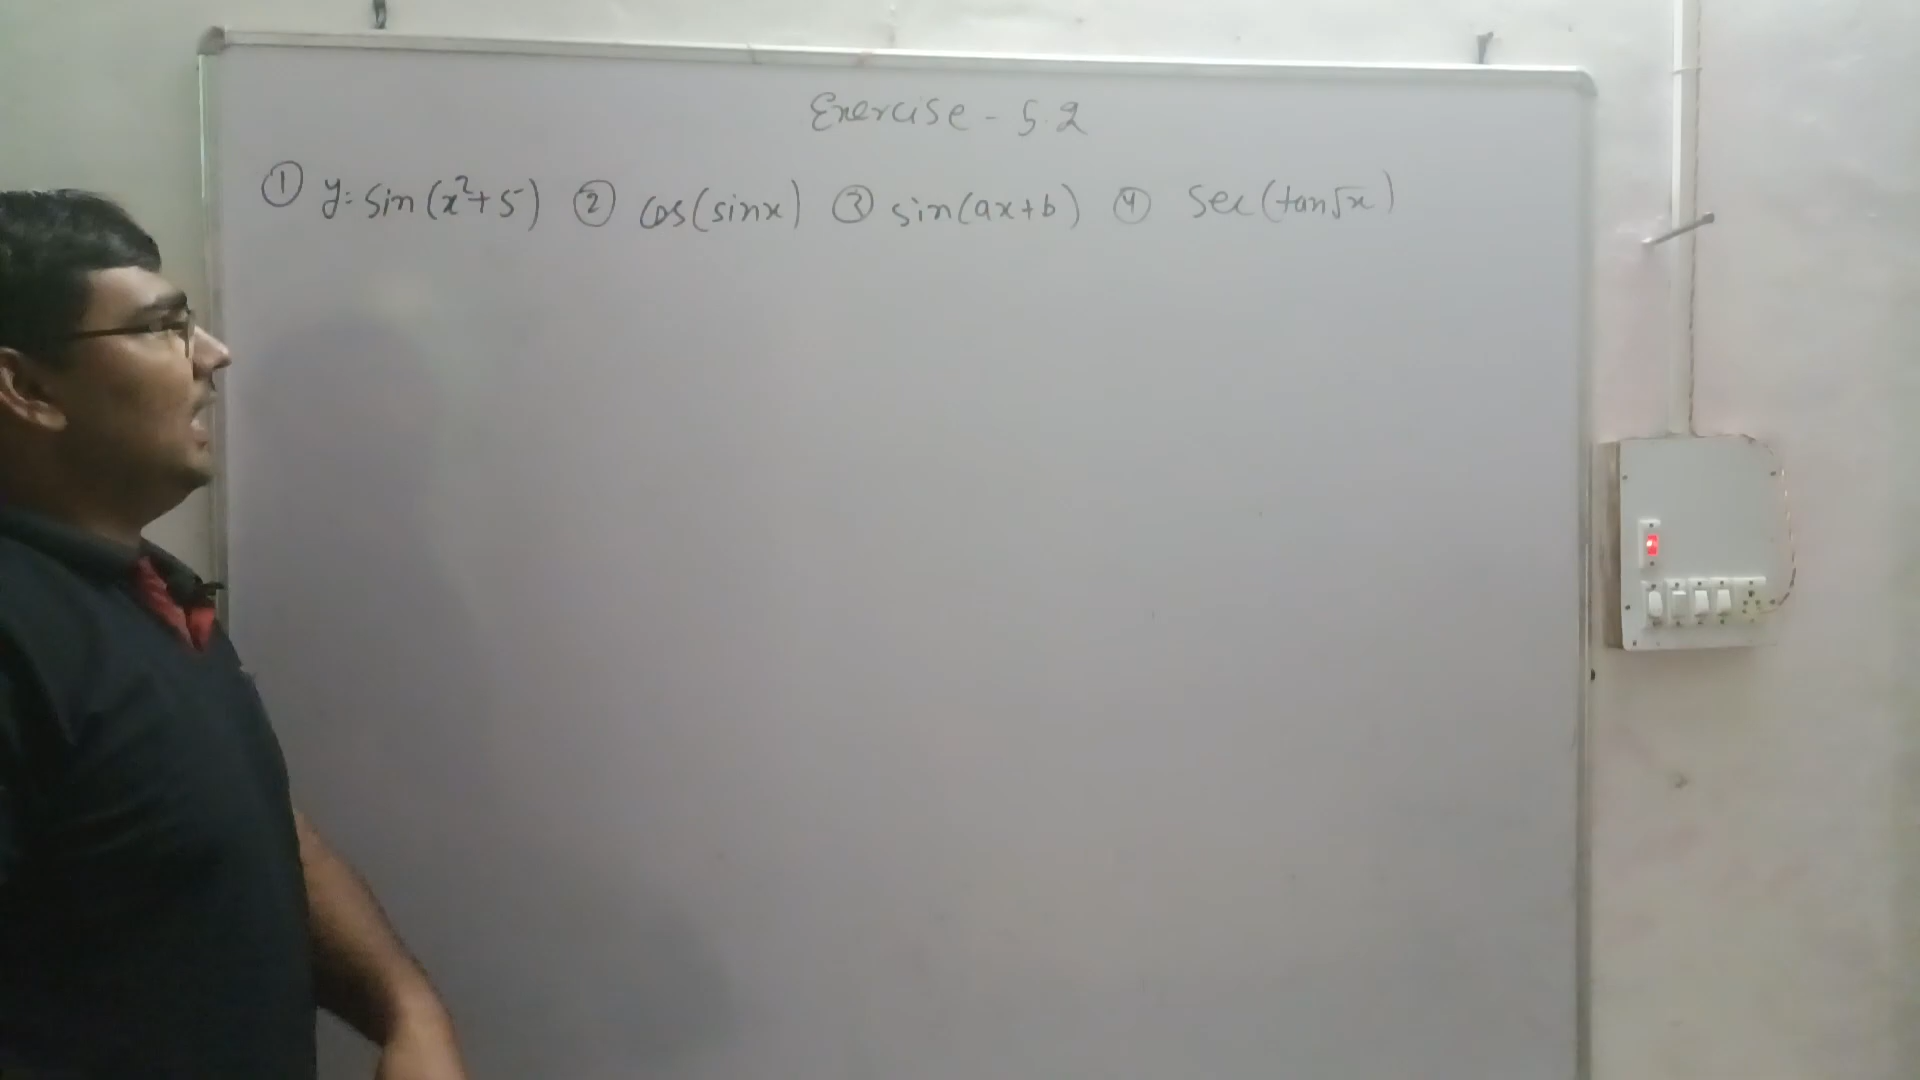 Exercise - 5.2
① y = sin(x²+5) ② cos(sinx) ③ sin(ax+b) ④ sec(tan√x)